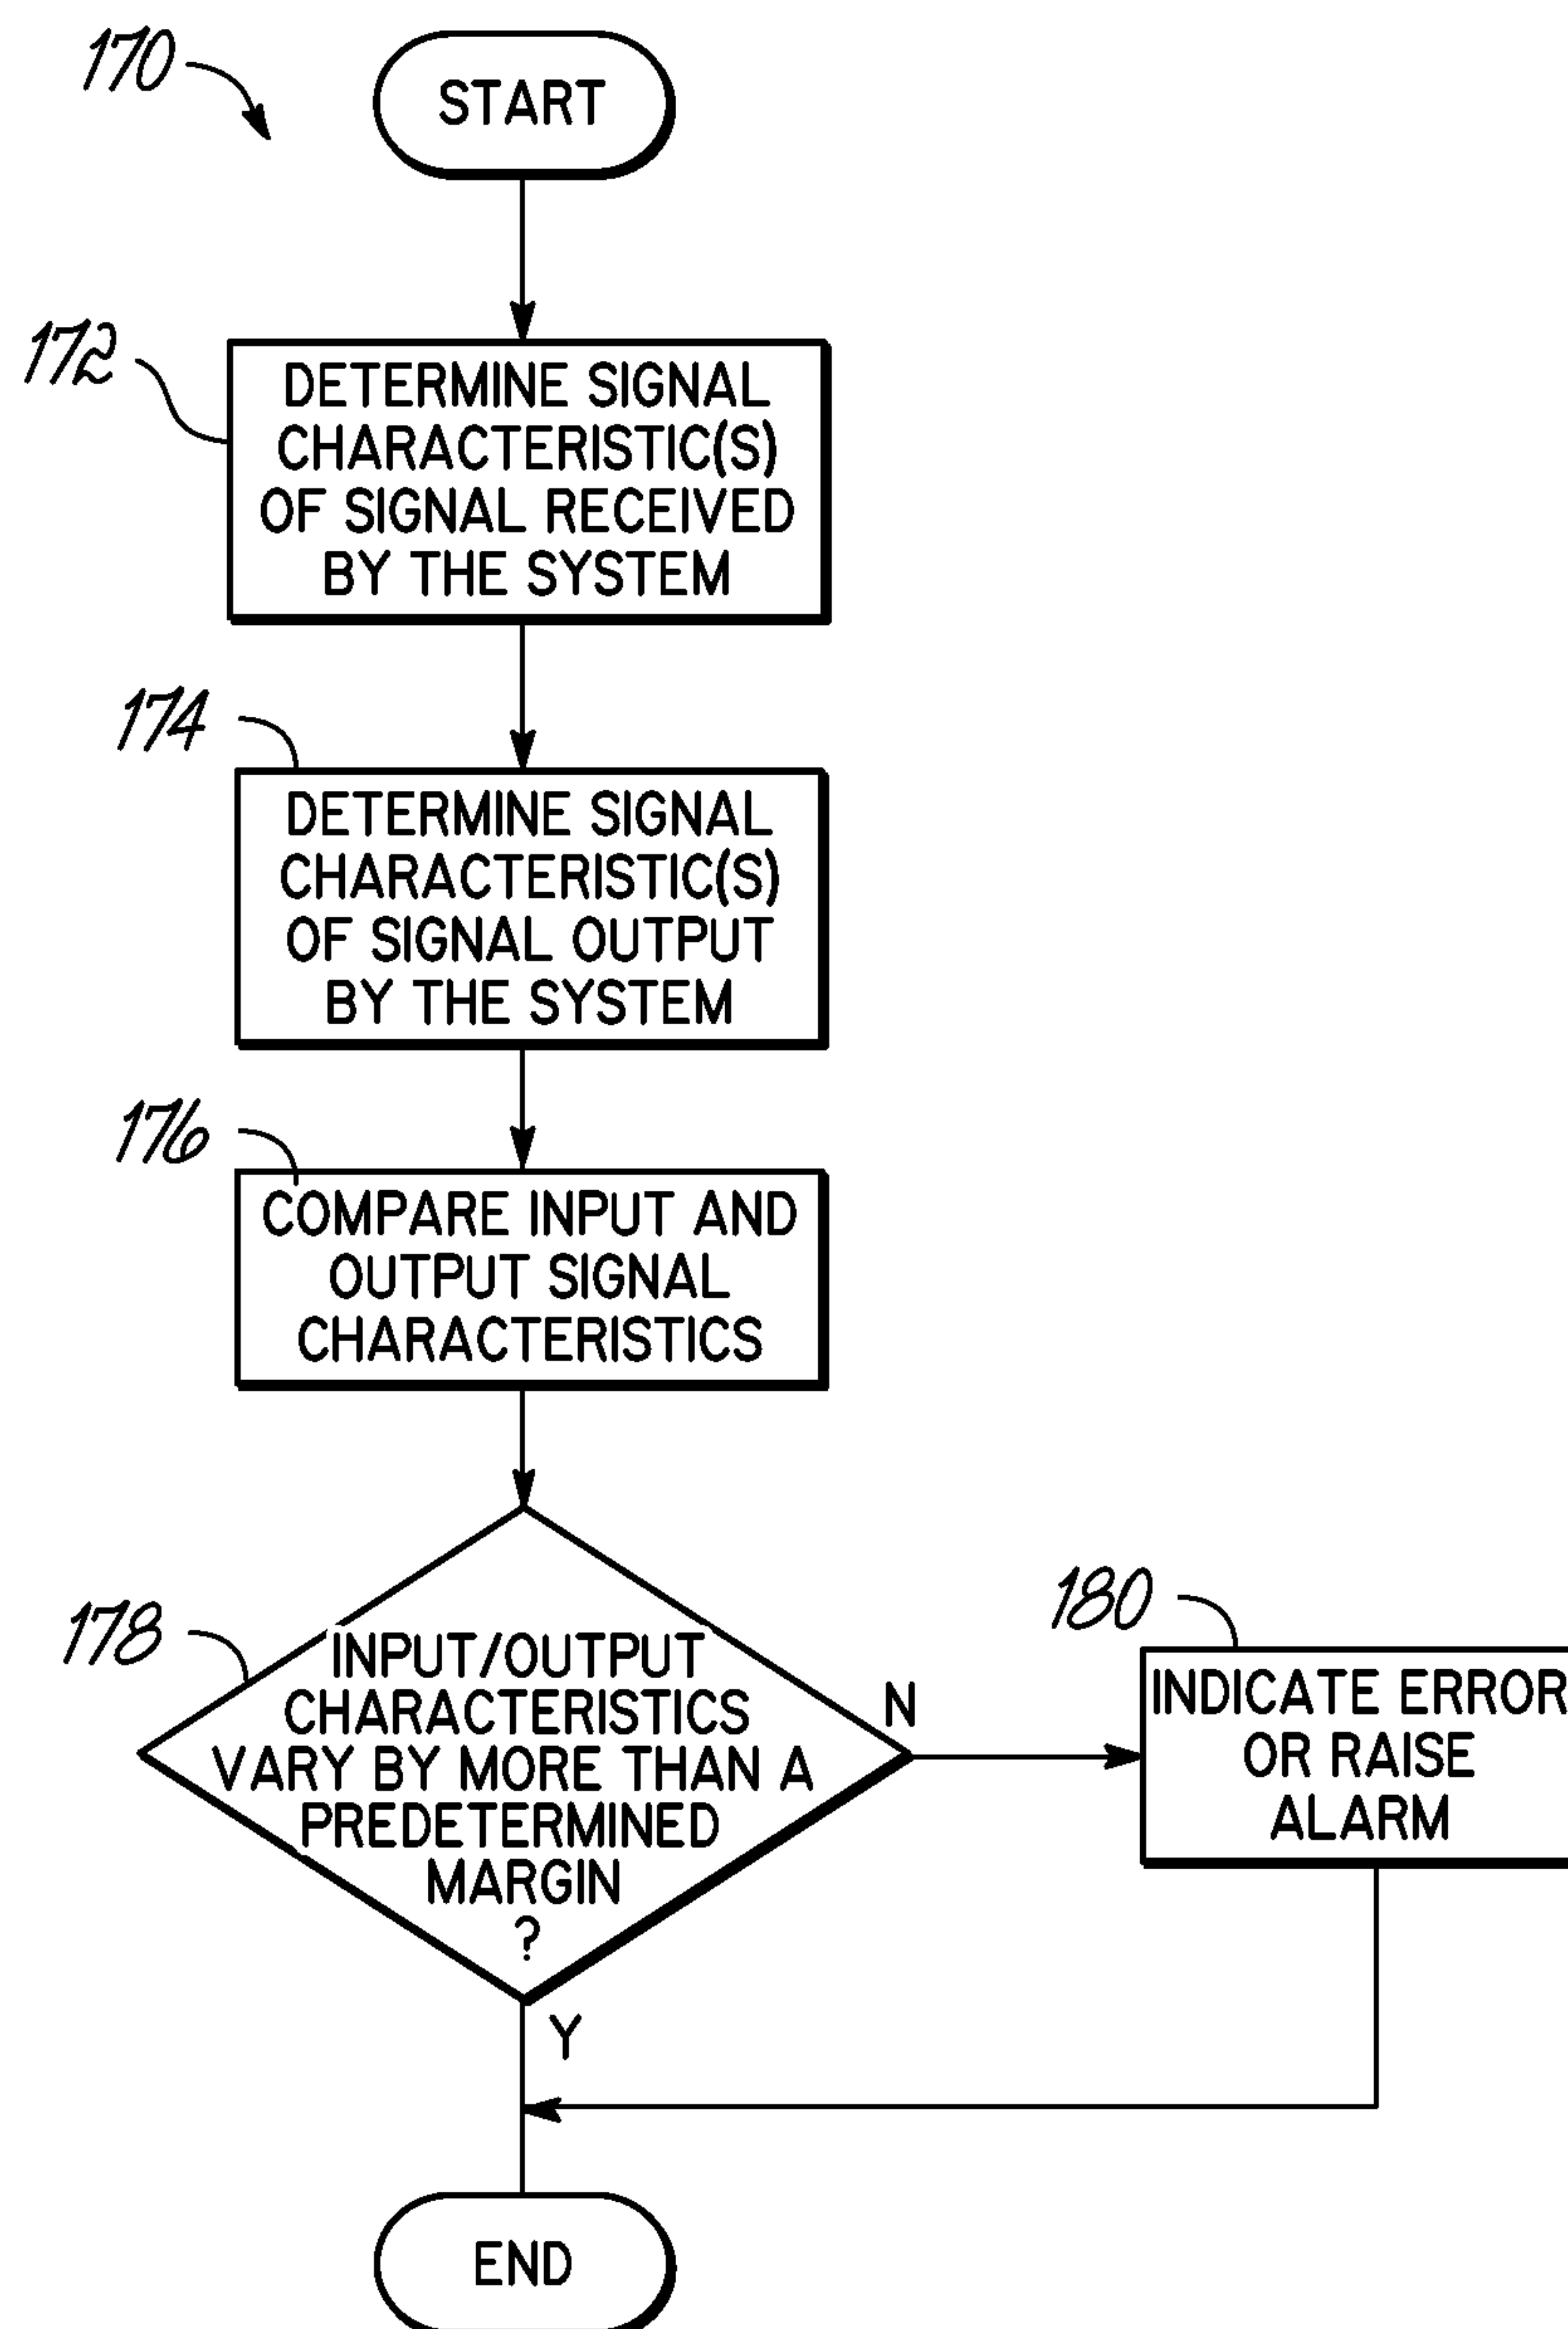 170
START
172
DETERMINE SIGNAL
CHARACTERISTIC(S)
OF SIGNAL RECEIVED
BY THE SYSTEM
174
DETERMINE SIGNAL
CHARACTERISTIC(S)
OF SIGNAL OUTPUT
BY THE SYSTEM
176
COMPARE INPUT AND
OUTPUT SIGNAL
CHARACTERISTICS
178
INPUT/OUTPUT
CHARACTERISTICS
VARY BY MORE THAN A
PREDETERMINED
MARGIN
?
N
180
INDICATE ERROR
OR RAISE
ALARM
Y
END